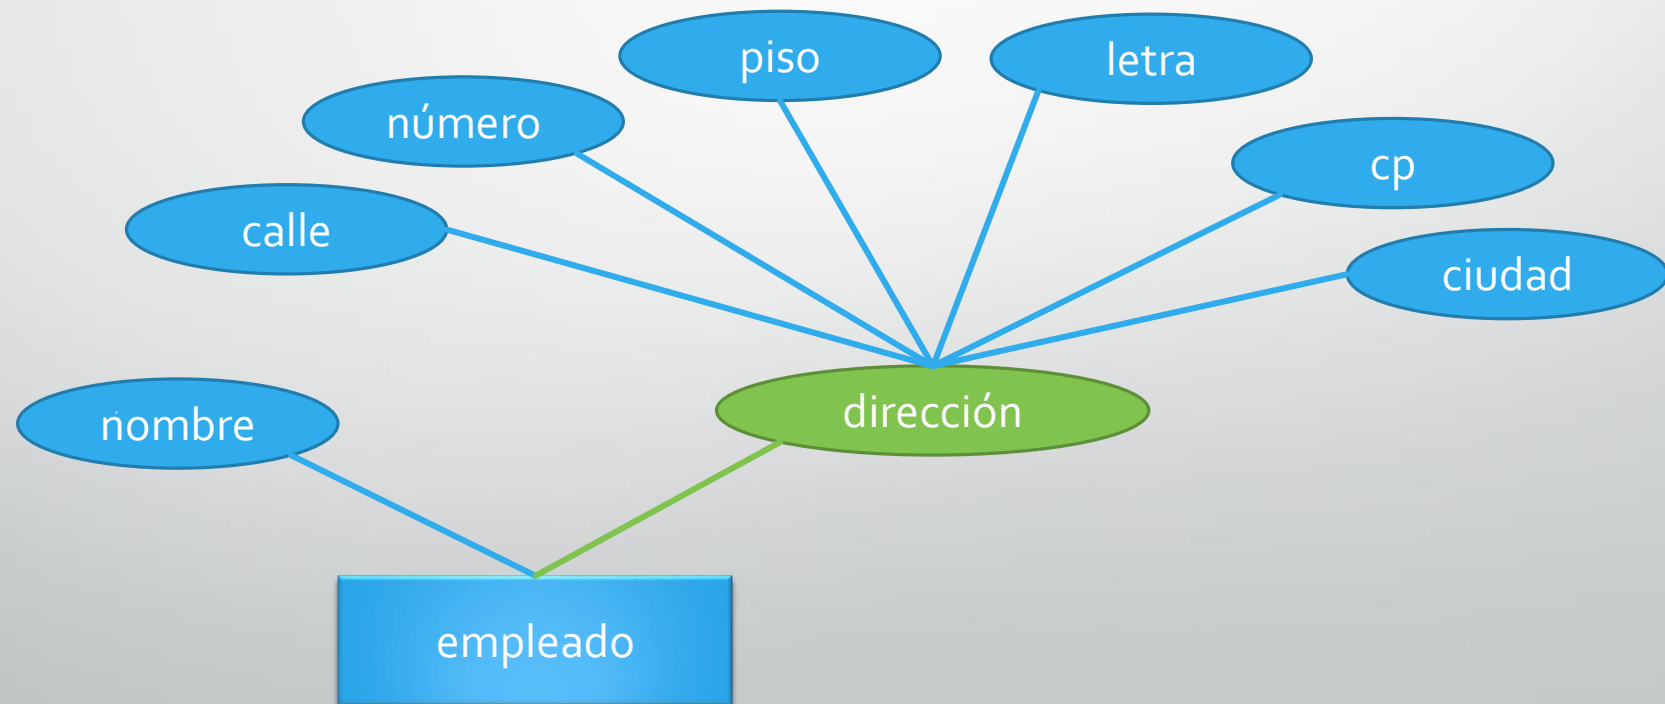 piso
letra
número
cp
calle
ciudad
dirección
nombre
empleado